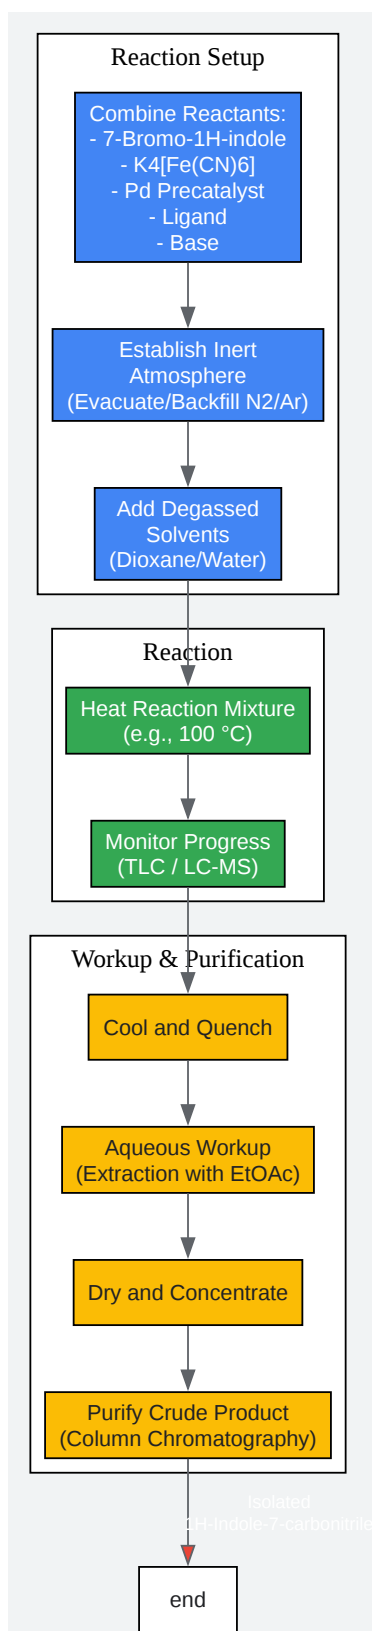 Reaction Setup
Combine Reactants:
- 7-Bromo-1H-indole
- K4[Fe(CN)6]
- Pd Precatalyst
- Ligand
- Base
Establish Inert
Atmosphere
(Evacuate/Backfill N2/Ar)
Add Degassed
Solvents
(Dioxane/Water)
Reaction
Heat Reaction Mixture
(e.g., 100 °C)
Monitor Progress
(TLC / LC-MS)
Workup & Purification
Cool and Quench
Aqueous Workup
(Extraction with EtOAc)
Dry and Concentrate
Purify Crude Product
(Column Chromatography)
Isolated
1H-Indole-7-carbonitrile
end